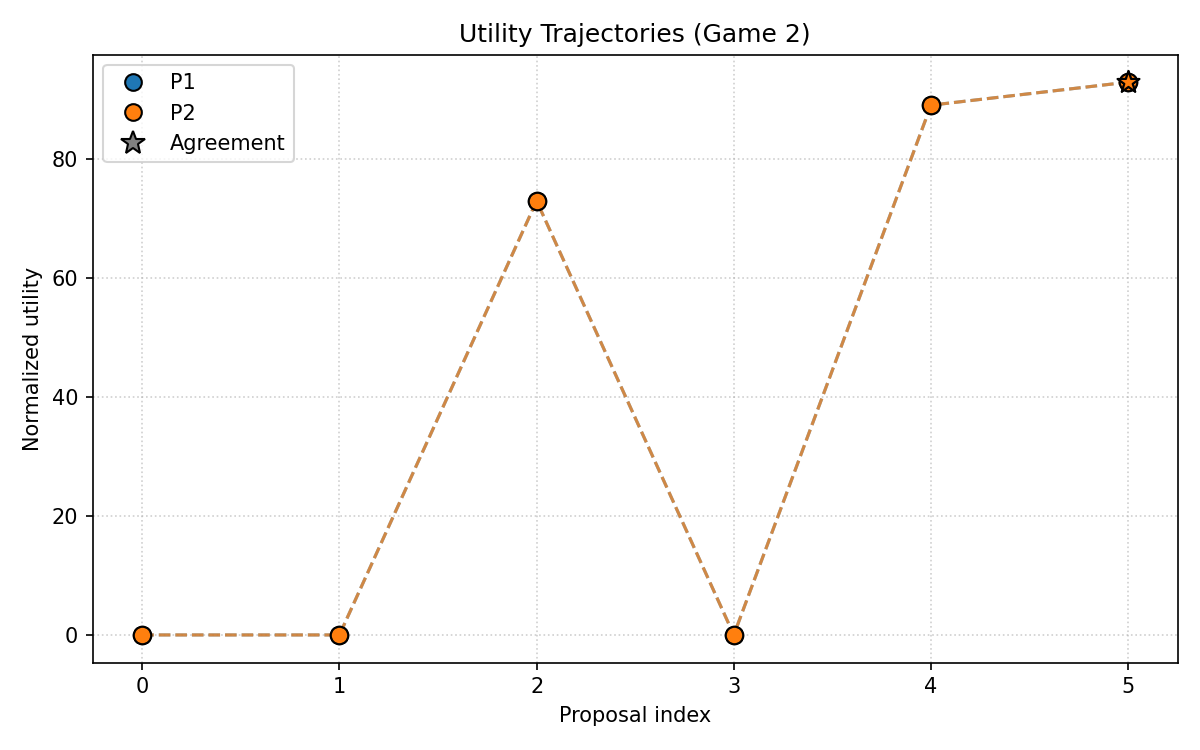 Utility Trajectories (Game 2)
P1
P2
Agreement
Normalized utility
80
60
40
20
0
0 1 2 3 4 5
Proposal index